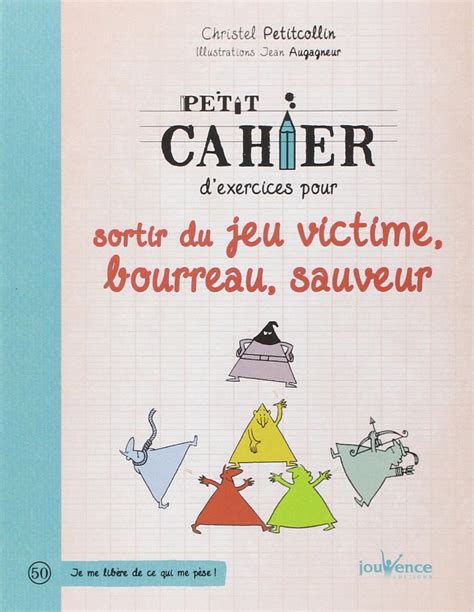 Christel Petitcollin
Illustrations Jean Augagneur
PETIT
CAHIER
d'exercices pour
sortir du jeu victime,
bourreau, sauveur
50 Je me libère de ce qui me pèse !
jouvence
EDITIONS